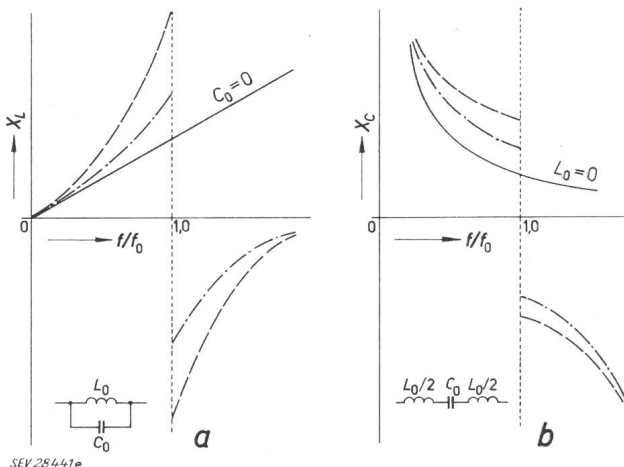 X_L
C_0=0
0
1,0
f/f_0
L_0
C_0
a
X_C
L_0=0
0
1,0
f/f_0
L_0/2 C_0 L_0/2
b
SEV 28441e